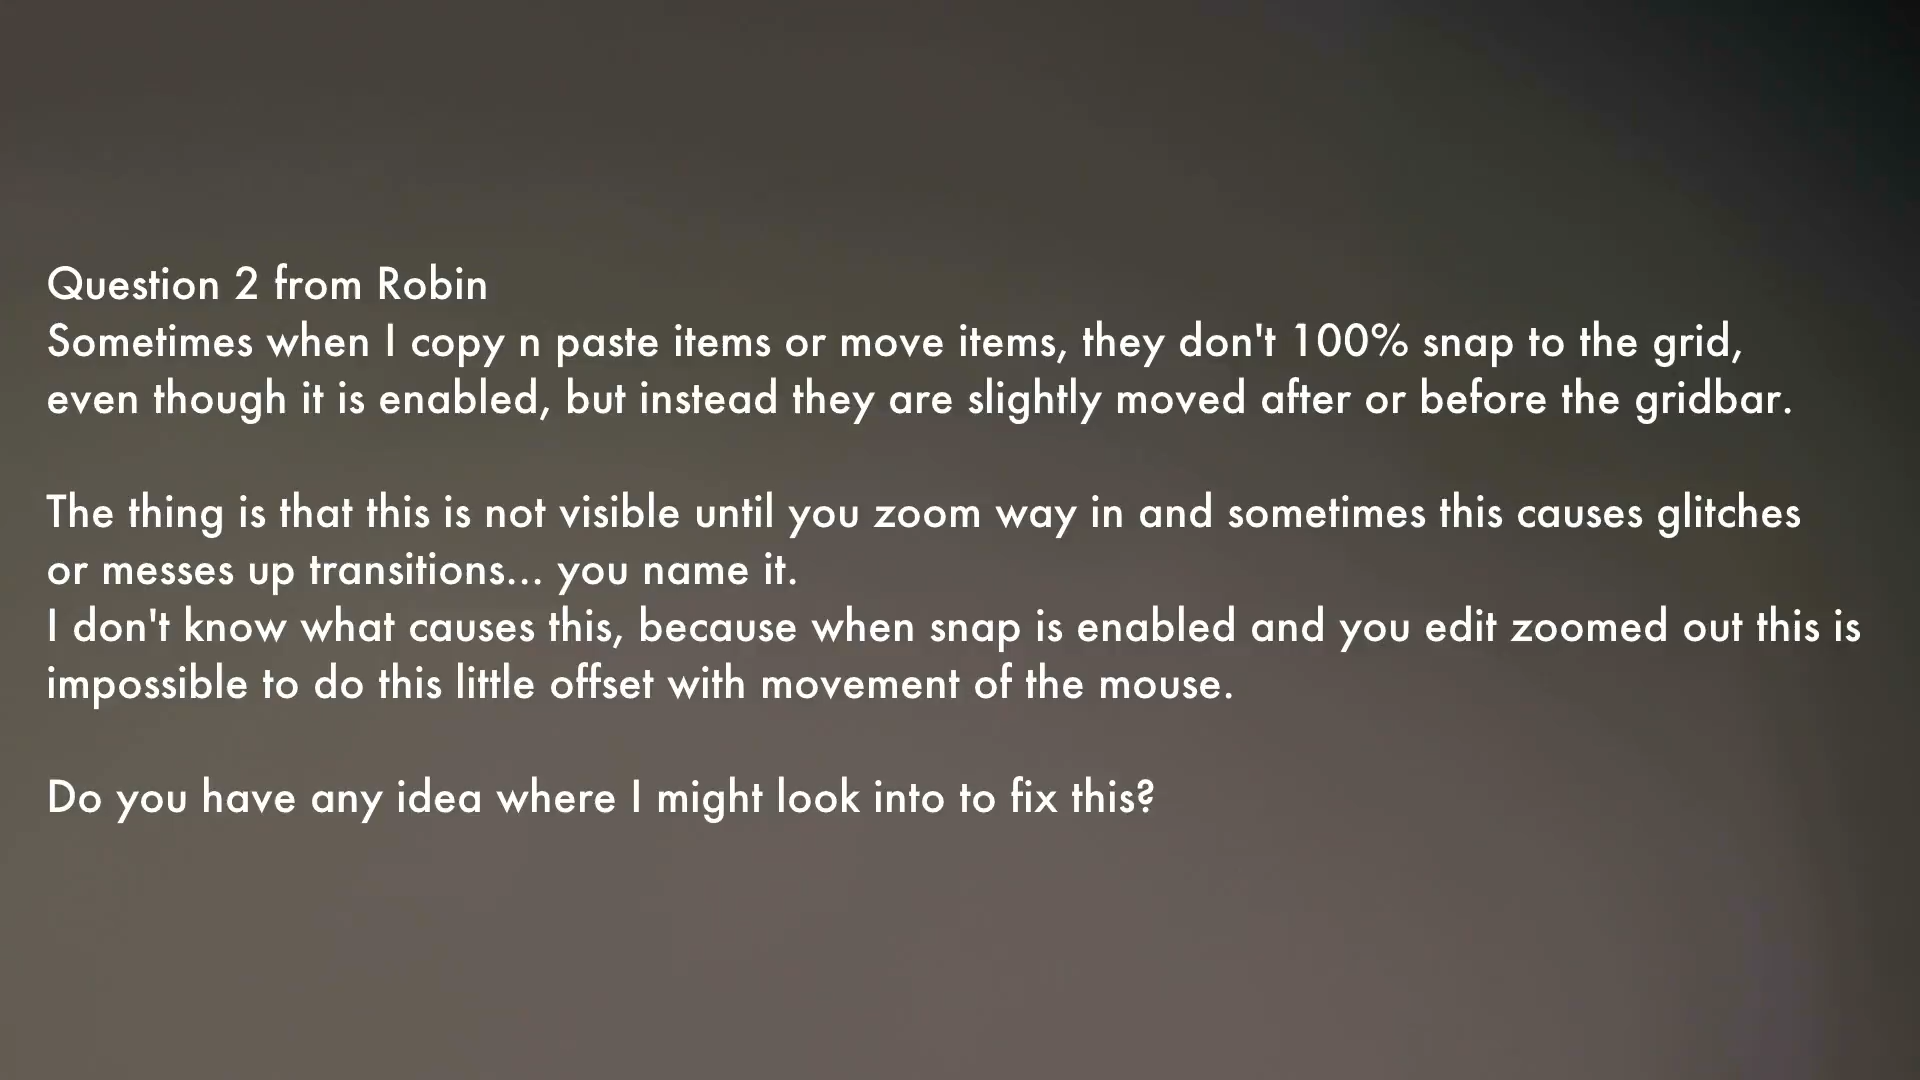 Question 2 from Robin
Sometimes when I copy n paste items or move items, they don't 100% snap to the grid,
even though it is enabled, but instead they are slightly moved after or before the gridbar.
The thing is that this is not visible until you zoom way in and sometimes this causes glitches
or messes up transitions... you name it.
I don't know what causes this, because when snap is enabled and you edit zoomed out this is
impossible to do this little offset with movement of the mouse.
Do you have any idea where I might look into to fix this?